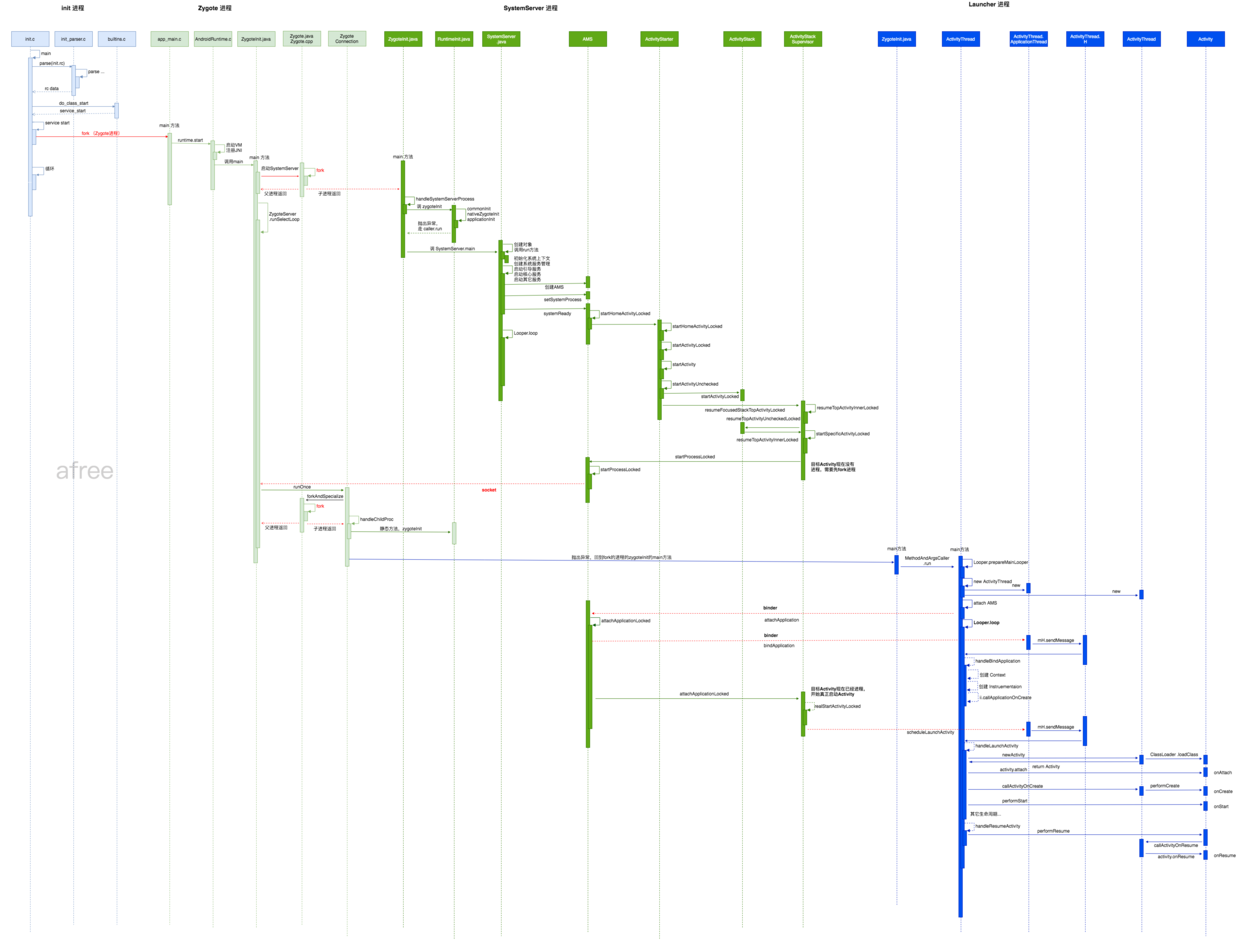 init 进程
Zygote 进程
SystemServer 进程
Launcher 进程
init.c
init_parser.c
builtine.c
app_main.c
AndroidRuntime.c
ZygoteInit.java
Zygote.java
Zygote.cpp
Zygote
Connection
ZygoteInit.java
RuntimeInit.java
SystemServer
.java
AMS
ActivityStarter
ActivityStack
ActivityStack
Supervisor
ZygoteInit.java
ActivityThread
ActivityThread.
ApplicationThread
ActivityThread.
H
ActivityThread
Activity
main
parse(init.rc)
parse ...
rc data
do_class_start
service_start
service start
fork （Zygote进程）
循环
main 方法
runtime.start
启动VM
注册JNI
调用main
main 方法
启动SystemServer
fork
父进程返回
子进程返回
ZygoteServer
.runSelectLoop
main 方法
handleSystemServerProcess
调 zygoteInit
commonInit
nativeZygoteInit
applicationInit
抛出异常，
走 caller.run
调 SystemServer.main
创建对象
调用run方法
初始化系统上下文
创建系统服务管理
启动引导服务
启动核心服务
启动其它服务
创建AMS
setSystemProcess
systemReady
startHomeActivityLocked
Looper.loop
startHomeActivityLocked
startActivityLocked
startActivity
startActivityUnchecked
startActivityLocked
resumeFocusedStackTopActivityLocked
resumeTopActivityInnerLocked
resumeTopActivityUncheckedLocked
startSpecificActivityLocked
resumeTopActivityInnerLocked
startProcessLocked
目标Activity现在没有
进程，需要先fork进程
startProcessLocked
afree
socket
runOnce
forkAndSpecialize
fork
handleChildProc
父进程返回
子进程返回
静态方法，zygoteInit
抛出异常，回到fork的进程的zygoteInit的main方法
main方法
MethodAndArgsCaller
.run
main方法
Looper.prepareMainLooper
new ActivityThread
new
new
attach AMS
binder
attachApplication
attachApplicationLocked
Looper.loop
binder
bindApplication
mH.sendMessage
handleBindApplication
创建 Context
创建 Instruementaion
i.callApplicationOnCreate
目标Activity现在已经进程，
开始真正启动Activity
attachApplicationLocked
realStartActivityLocked
scheduleLaunchActivity
mH.sendMessage
handleLaunchActivity
newActivity
ClassLoader .loadClass
return Activity
activity.attach
onAttach
callActivityOnCreate
performCreate
onCreate
performStart
onStart
其它生命周期...
handleResumeActivity
performResume
callActivityOnResume
activity.onResume
onResume